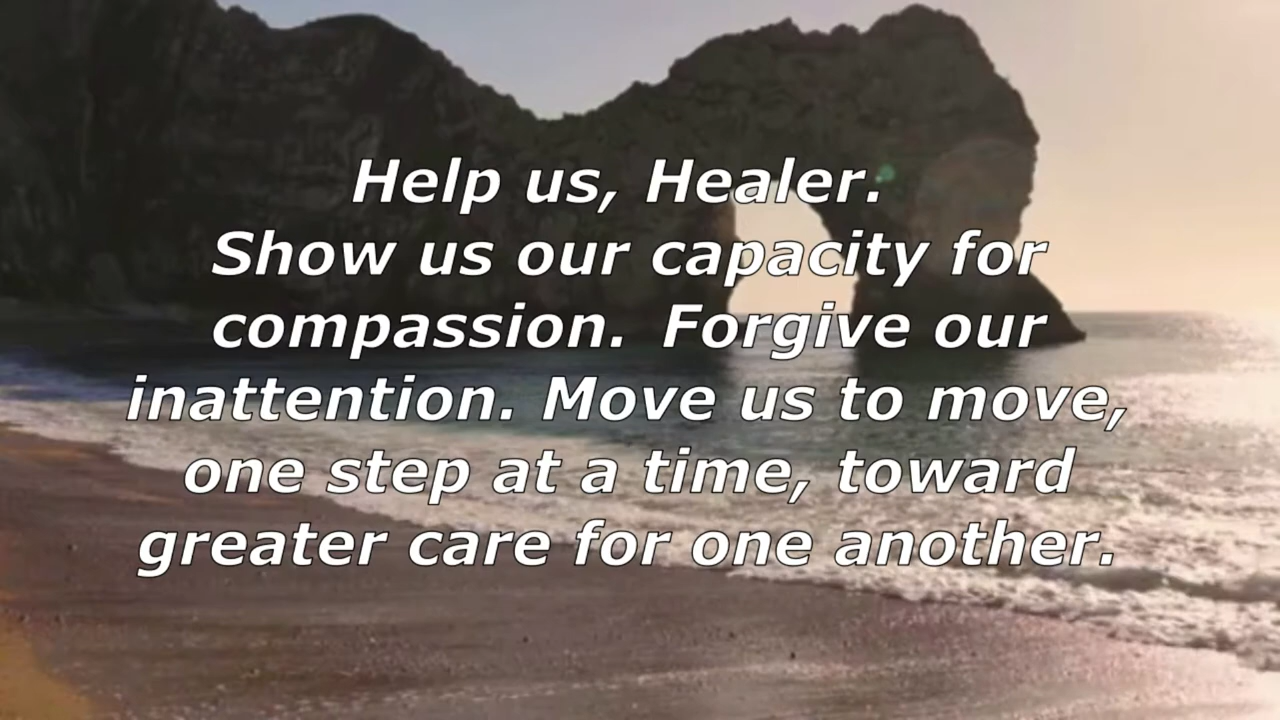 Help us, Healer.
Show us our capacity for
compassion. Forgive our
inattention. Move us to move,
one step at a time, toward
greater care for one another.